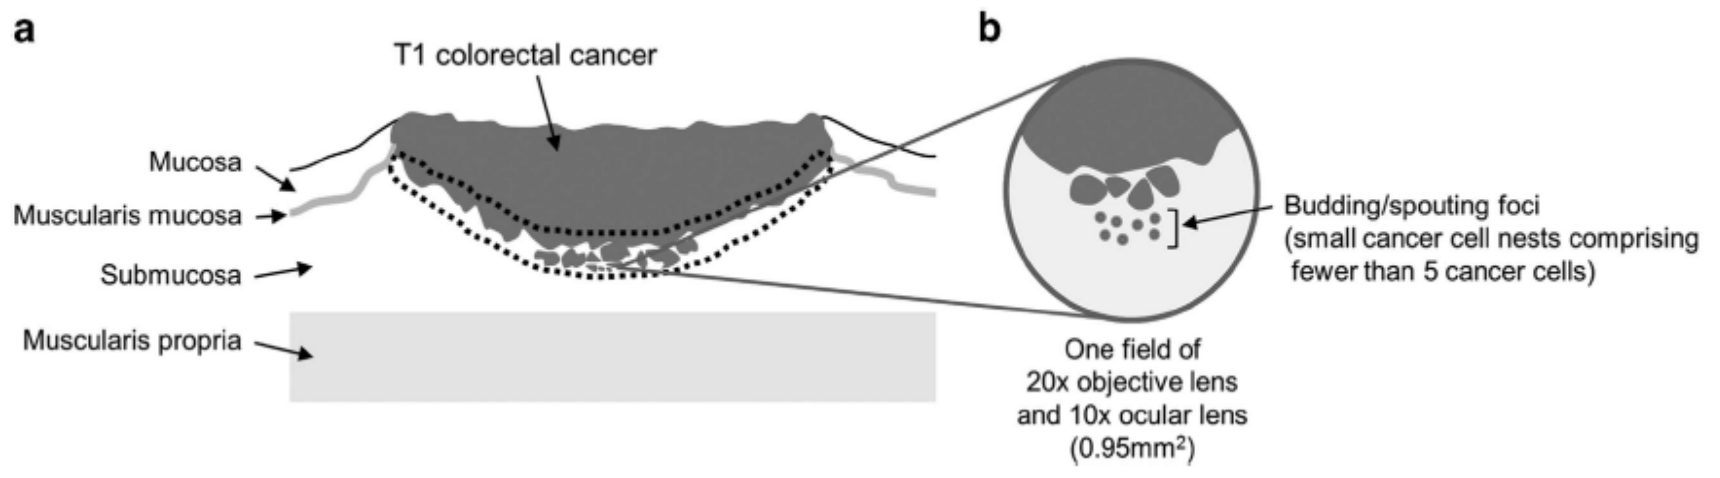 a
T1 colorectal cancer
Mucosa
Muscularis mucosa
Submucosa
Muscularis propria
b
Budding/spouting foci
(small cancer cell nests comprising
fewer than 5 cancer cells)
One field of
20x objective lens
and 10x ocular lens
(0.95mm²)